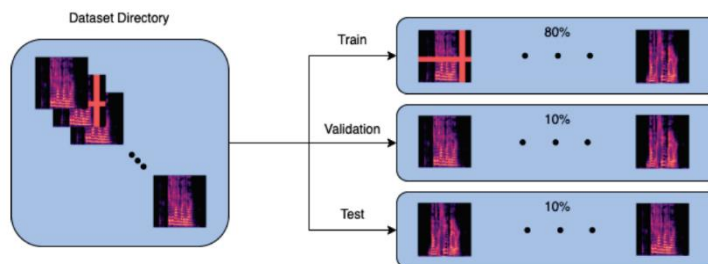 Dataset Directory
Train
80%
Validation
10%
Test
10%